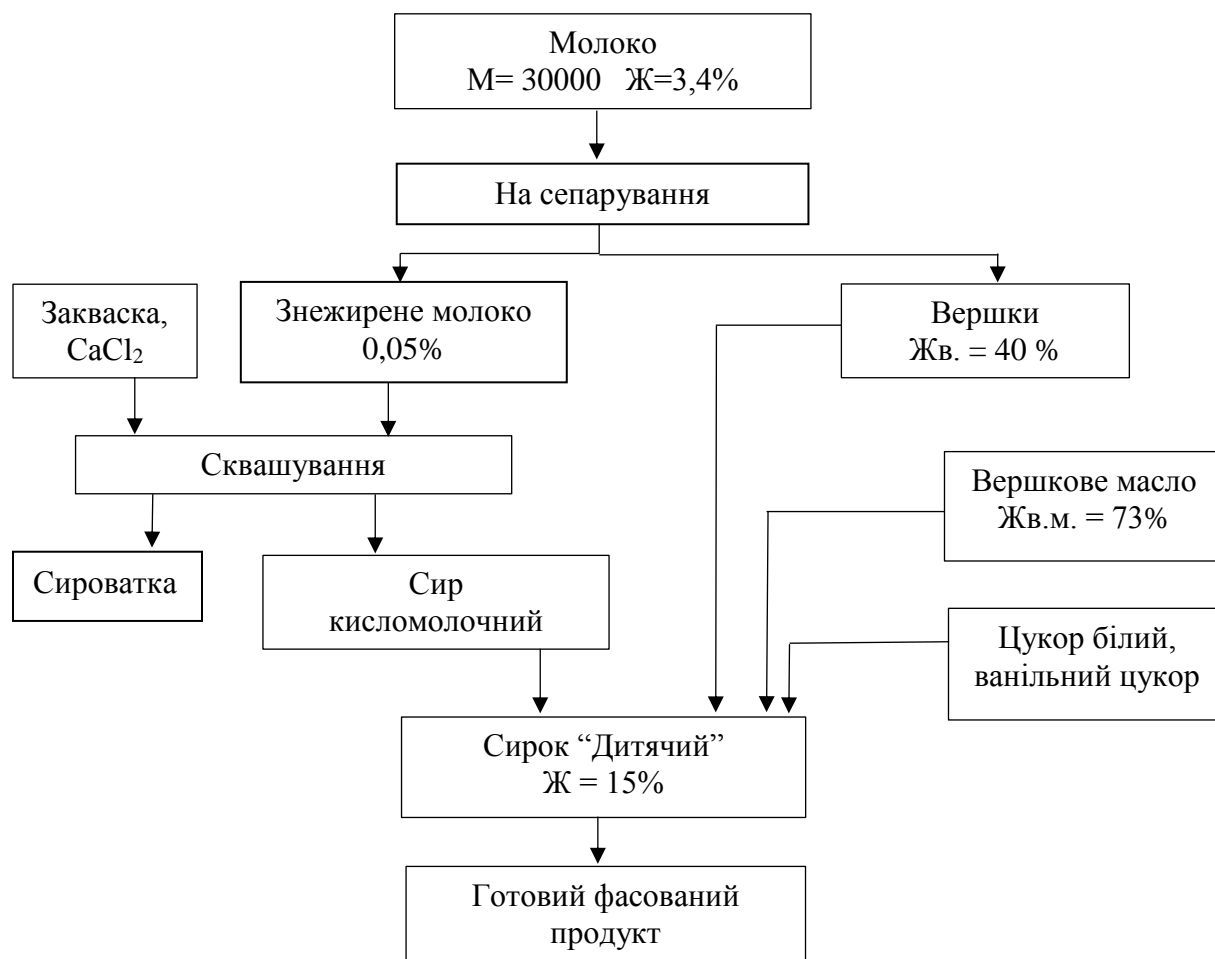 Молоко
М= 30000 Ж=3,4%
На сепарування
Закваска,
CaCl₂
Знежирене молоко
0,05%
Вершки
Жв. = 40 %
Сквашування
Вершкове масло
Жв.м. = 73%
Сироватка
Сир
кисломолочний
Цукор білий,
ванільний цукор
Сирок “Дитячий”
Ж = 15%
Готовий фасований
продукт